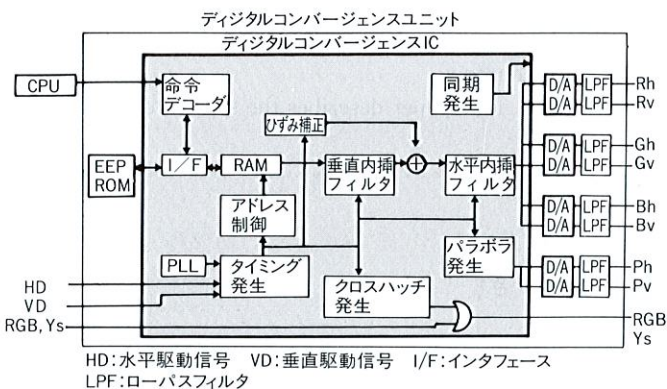 ディジタルコンバージェンスユニット
ディジタルコンバージェンスIC
CPU
命令
デコーダ
同期
発生
D/A LPF Rh
D/A LPF Rv
ひずみ補正
EEP
ROM
I/F
RAM
垂直内挿
フィルタ
+
水平内挿
フィルタ
D/A LPF Gh
D/A LPF Gv
アドレス
制御
D/A LPF Bh
D/A LPF Bv
PLL
タイミング
発生
クロスハッチ
発生
パラボラ
発生
D/A LPF Ph
D/A LPF Pv
HD
VD
RGB,Ys
RGB
Ys
HD:水平駆動信号 VD:垂直駆動信号 I/F:インタフェース
LPF:ローパスフィルタ